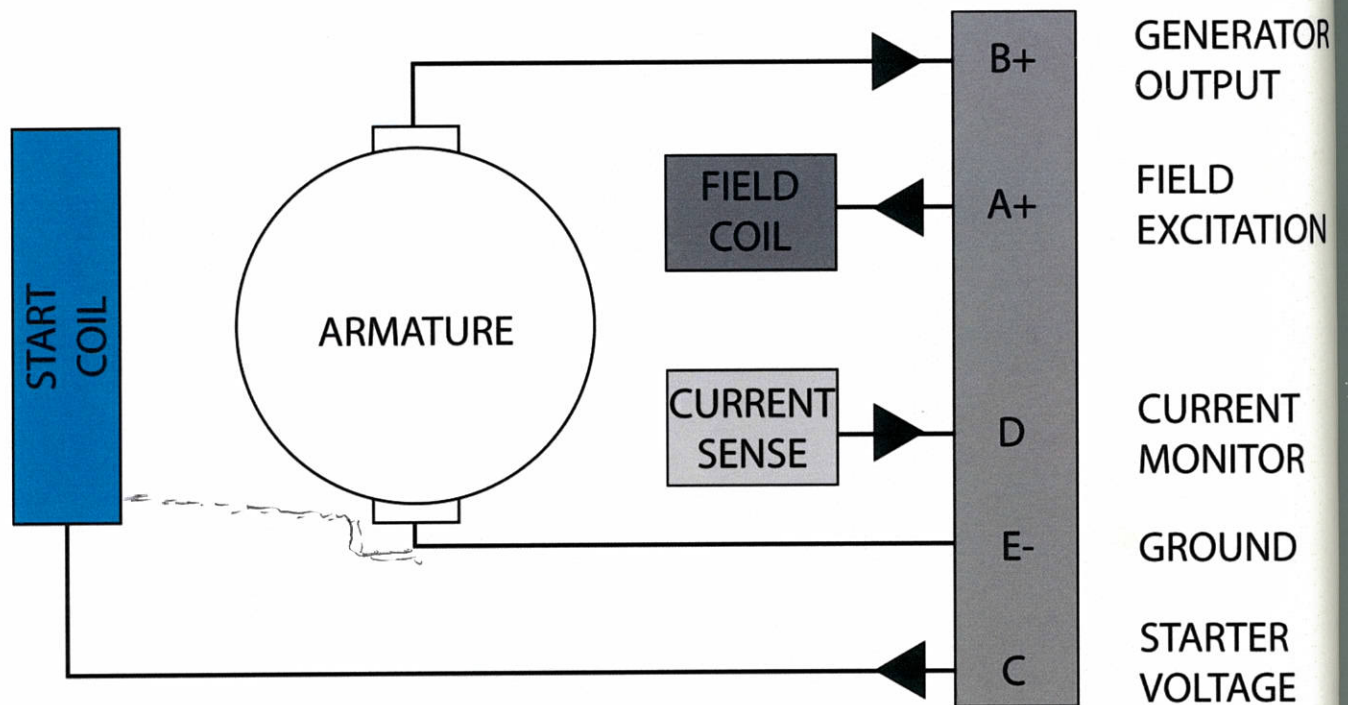 B+
GENERATOR
OUTPUT
FIELD
COIL
A+
FIELD
EXCITATION
START
COIL
ARMATURE
CURRENT
SENSE
D
CURRENT
MONITOR
E-
GROUND
C
STARTER
VOLTAGE